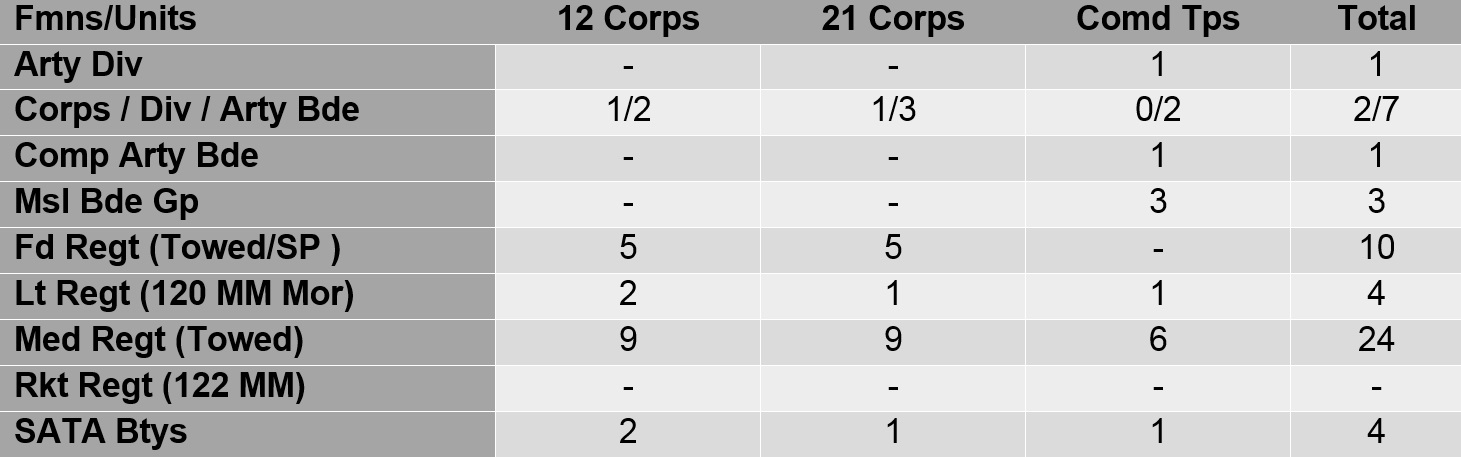 Fmns/Units 12 Corps 21 Corps Comd Tps Total
Arty Div - - 1 1
Corps / Div / Arty Bde 1/2 1/3 0/2 2/7
Comp Arty Bde - - 1 1
Msl Bde Gp - - 3 3
Fd Regt (Towed/SP ) 5 5 - 10
Lt Regt (120 MM Mor) 2 1 1 4
Med Regt (Towed) 9 9 6 24
Rkt Regt (122 MM) - - - -
SATA Btys 2 1 1 4